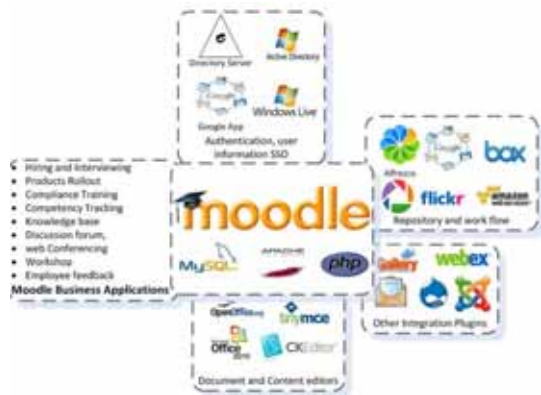 Directory Server
Active Directory
Google
Google App
Windows Live
Authentication, user
information SSO
Hiring and Interviewing
Products Rollout
Compliance Training
Competency Tracking
Knowledge base
Discussion forum,
web Conferencing
Workshop
Employee feedback
Moodle Business Applications
moodle
MySQL
APACHE
php
Google
box
Alfresco
flickr
amazon
Repository and work flow
Gallery
webex
Other Integration Plugins
OpenOffice.org
tinymce
Office
2010
CKEditor
Document and Content editors